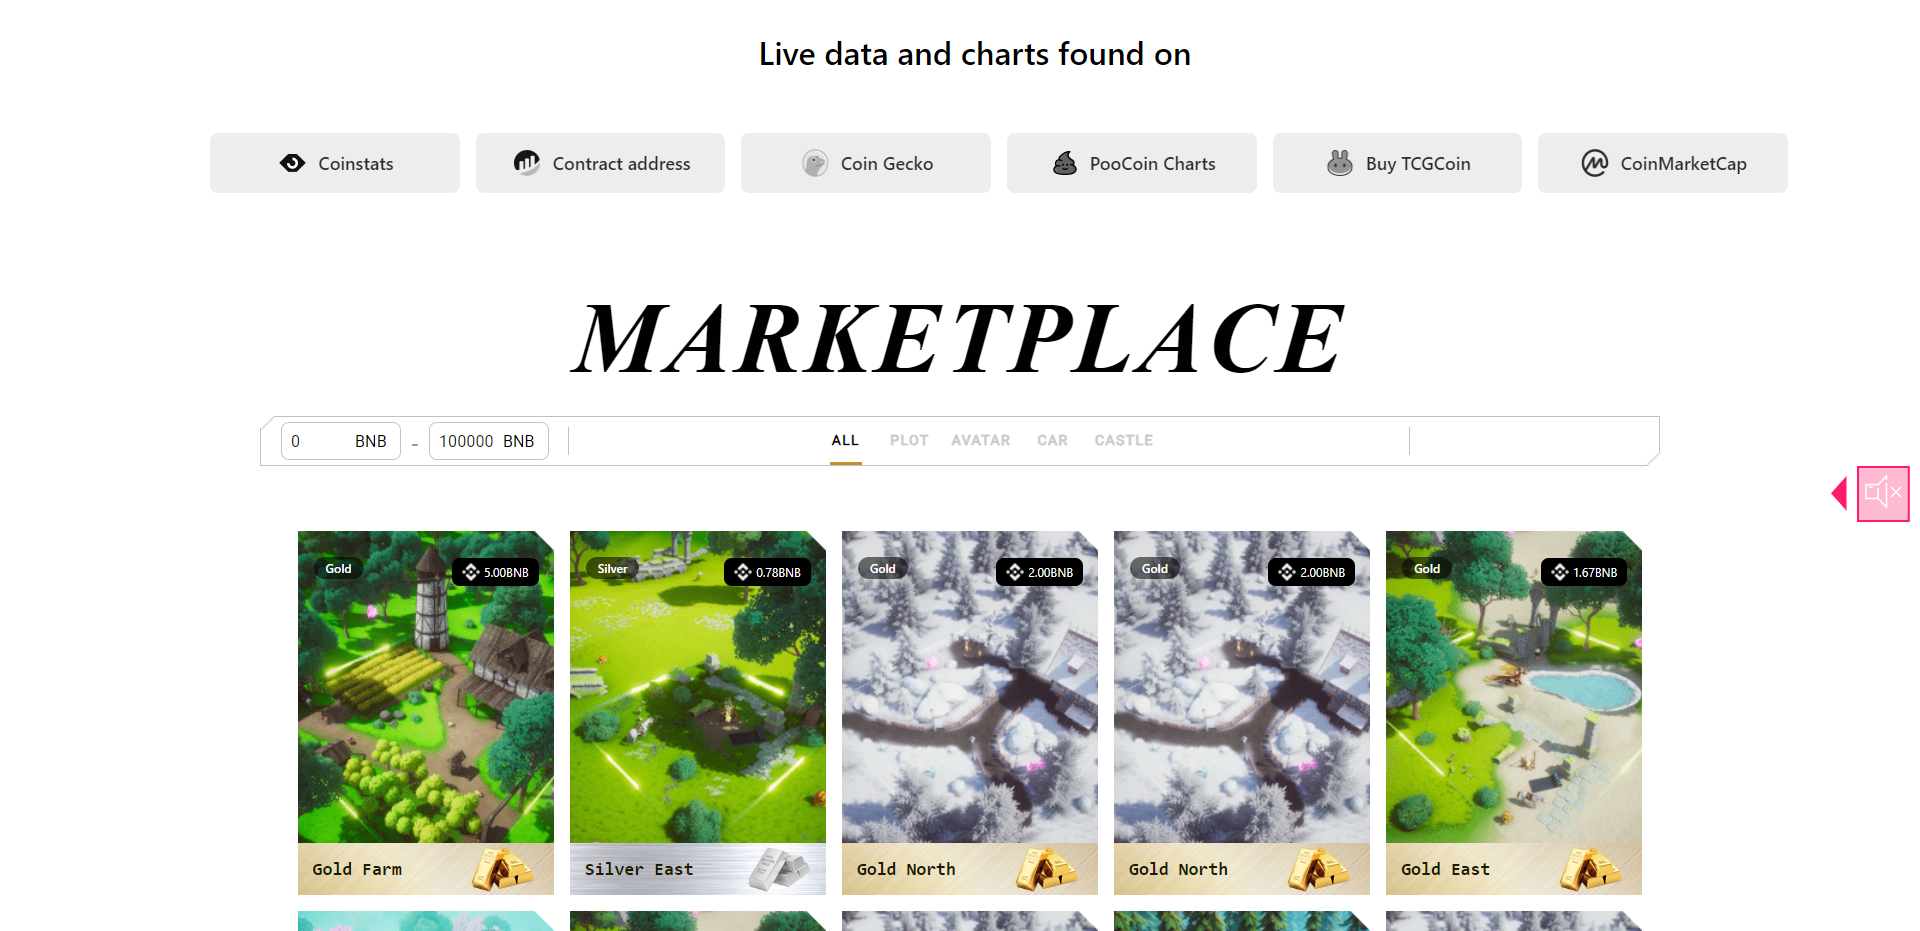 Live data and charts found on
Coinstats
Contract address
Coin Gecko
PooCoin Charts
Buy TCGCoin
CoinMarketCap
MARKETPLACE
0 BNB - 100000 BNB
ALL PLOT AVATAR CAR CASTLE
Gold 5.00BNB
Silver 0.78BNB
Gold 2.00BNB
Gold 2.00BNB
Gold 1.67BNB
Gold Farm
Silver East
Gold North
Gold North
Gold East